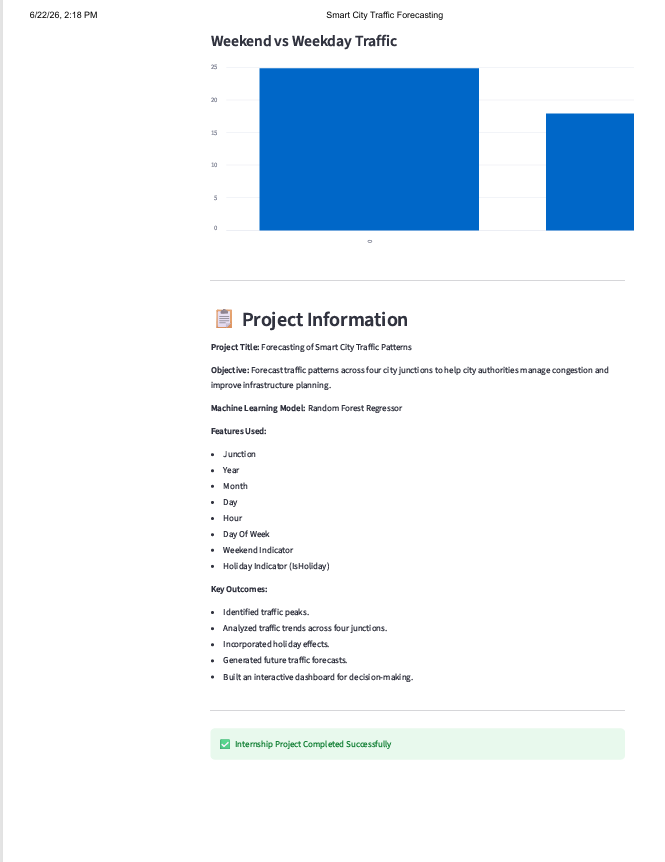 6/22/26, 2:18 PM
Smart City Traffic Forecasting
Weekend vs Weekday Traffic
25
20
15
10
5
0
0
📋 Project Information
Project Title: Forecasting of Smart City Traffic Patterns
Objective: Forecast traffic patterns across four city junctions to help city authorities manage congestion and
improve infrastructure planning.
Machine Learning Model: Random Forest Regressor
Features Used:
• Junction
• Year
• Month
• Day
• Hour
• Day Of Week
• Weekend Indicator
• Holiday Indicator (IsHoliday)
Key Outcomes:
• Identified traffic peaks.
• Analyzed traffic trends across four junctions.
• Incorporated holiday effects.
• Generated future traffic forecasts.
• Built an interactive dashboard for decision-making.
✅ Internship Project Completed Successfully